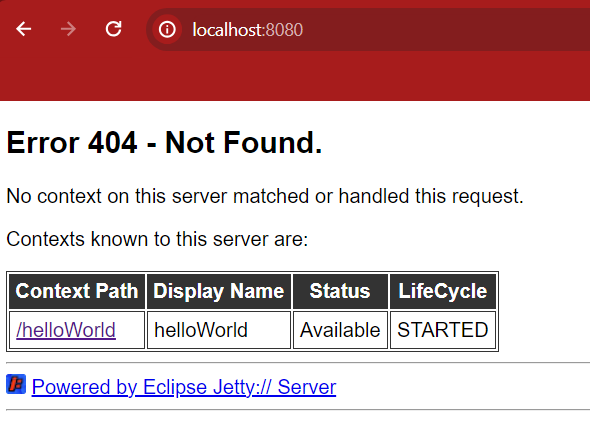 localhost:8080
Error 404 - Not Found.
No context on this server matched or handled this request.
Contexts known to this server are:
Context Path Display Name Status LifeCycle
/helloWorld helloWorld Available STARTED
Powered by Eclipse Jetty:// Server